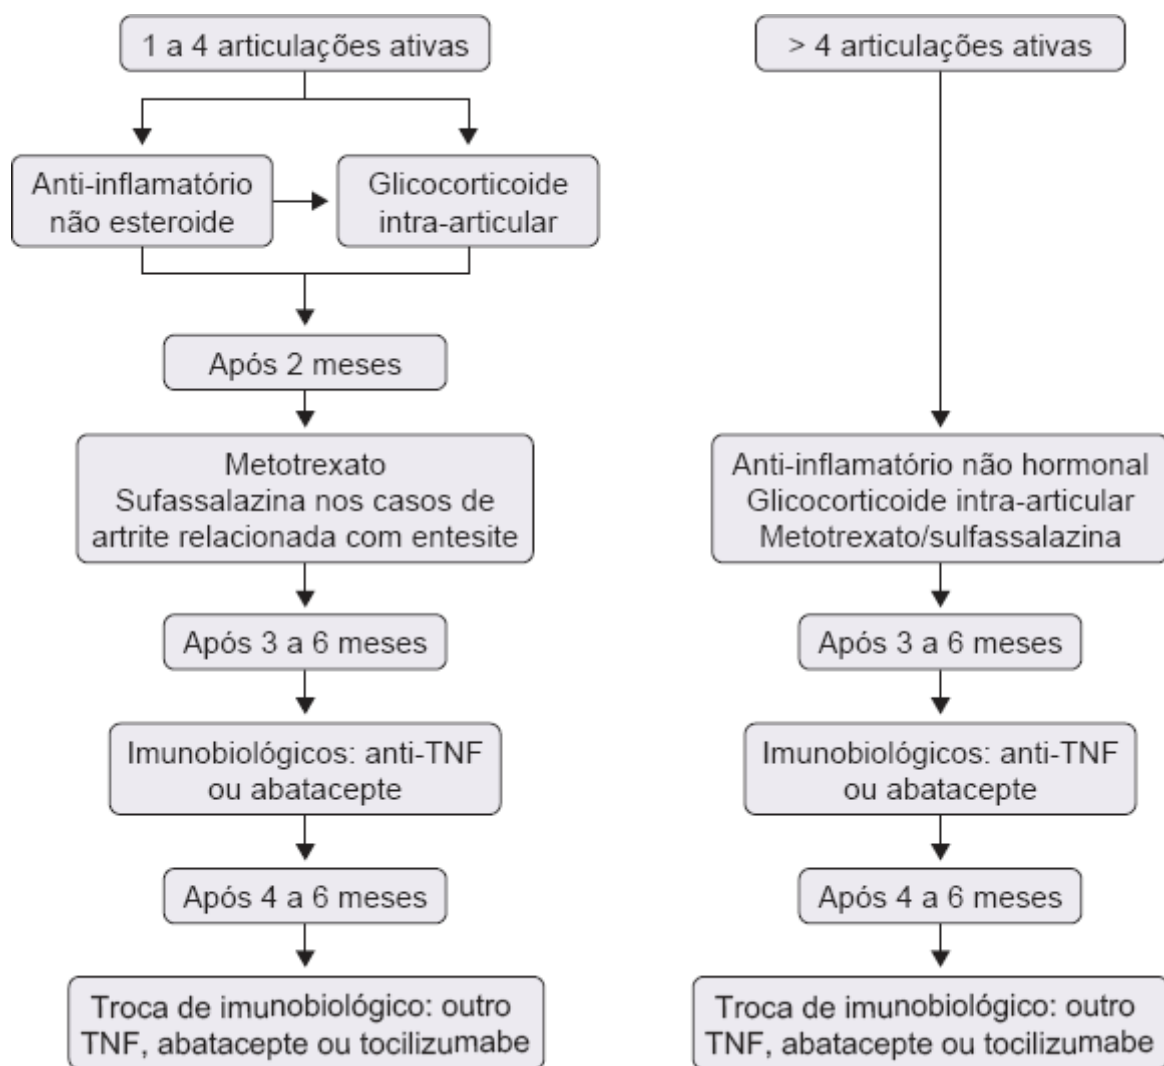 1 a 4 articulações ativas
Anti-inflamatório
não esteroide
Glicocorticoide
intra-articular
Após 2 meses
Metotrexato
Sufassalazina nos casos de
artrite relacionada com entesite
Após 3 a 6 meses
Imunobiológicos: anti-TNF
ou abatacepte
Após 4 a 6 meses
Troca de imunobiológico: outro
TNF, abatacepte ou tocilizumabe
> 4 articulações ativas
Anti-inflamatório não hormonal
Glicocorticoide intra-articular
Metotrexato/sulfassalazina
Após 3 a 6 meses
Imunobiológicos: anti-TNF
ou abatacepte
Após 4 a 6 meses
Troca de imunobiológico: outro
TNF, abatacepte ou tocilizumabe